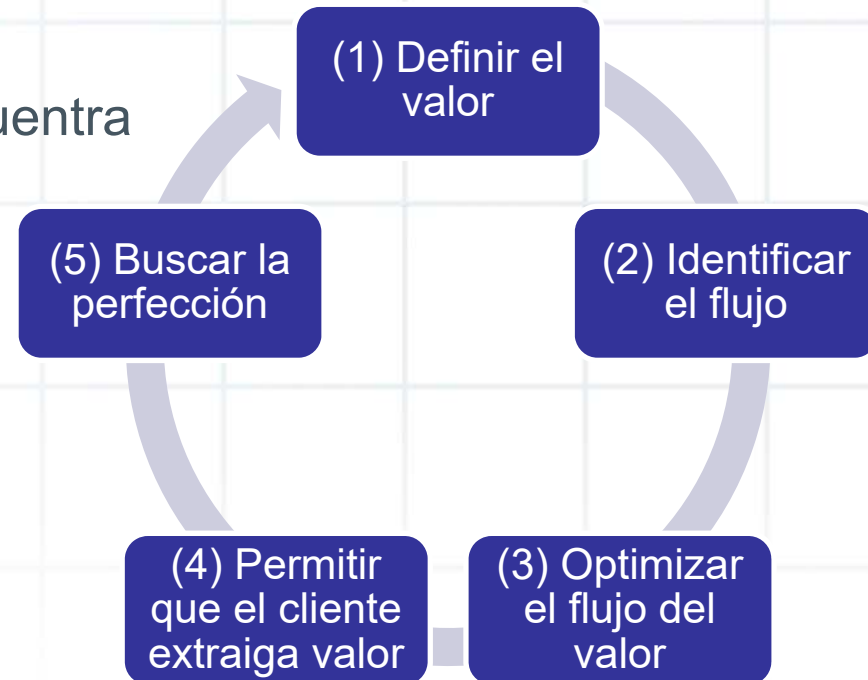 (1) Definir el
valor
(2) Identificar
el flujo
(3) Optimizar
el flujo del
valor
(4) Permitir
que el cliente
extraiga valor
(5) Buscar la
perfección